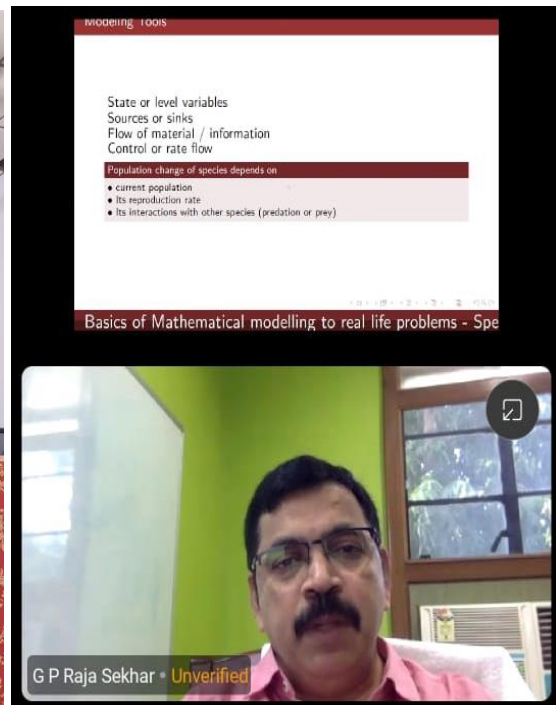 Modeling Tools
State or level variables
Sources or sinks
Flow of material / information
Control or rate flow
Population change of species depends on
• current population
• Its reproduction rate
• Its interactions with other species (predation or prey)
Basics of Mathematical modelling to real life problems - Spe
G P Raja Sekhar • Unverified